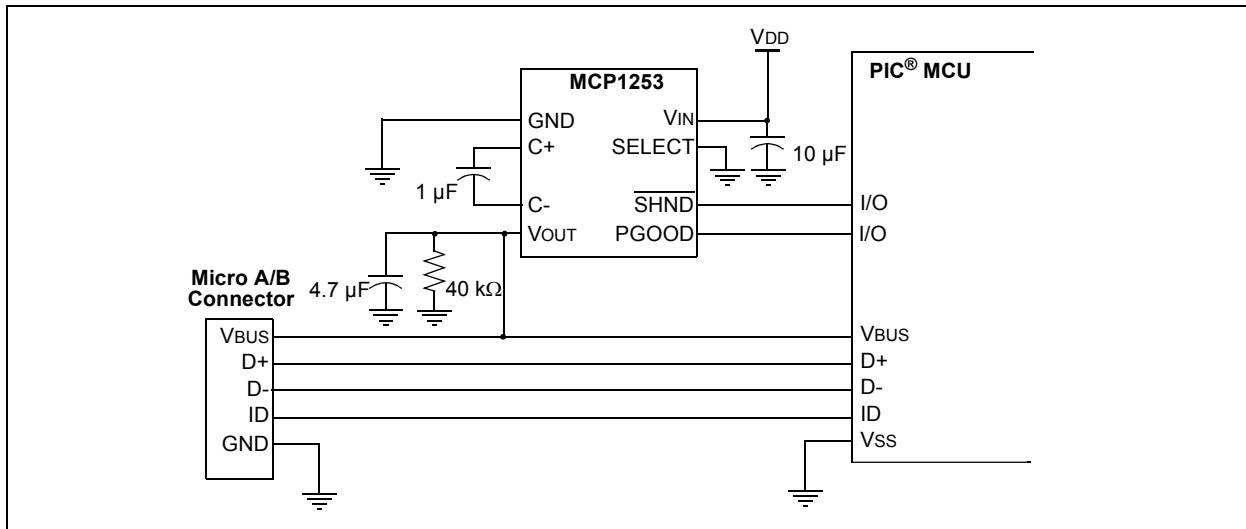 VDD
MCP1253
PIC® MCU
GND
VIN
C+
SELECT
10 µF
1 µF
C-
SHND
I/O
VOUT
PGOOD
I/O
Micro A/B
Connector
4.7 µF
40 kΩ
VBUS
VBUS
D+
D+
D-
D-
ID
ID
GND
VSS